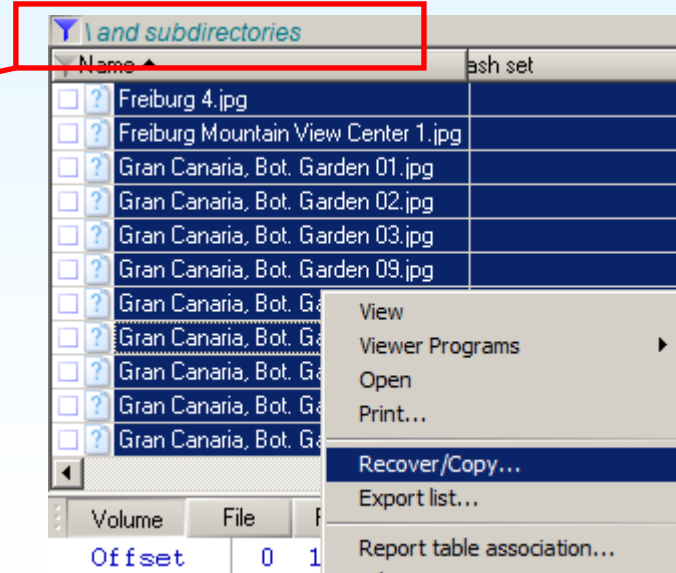 \ and subdirectories
Name ash set
Freiburg 4.jpg
Freiburg Mountain View Center 1.jpg
Gran Canaria, Bot. Garden 01.jpg
Gran Canaria, Bot. Garden 02.jpg
Gran Canaria, Bot. Garden 03.jpg
Gran Canaria, Bot. Garden 09.jpg
Gran Canaria, Bot. Ga
Gran Canaria, Bot. Ga
Gran Canaria, Bot. Ga
Gran Canaria, Bot. Ga
Gran Canaria, Bot. Ga
View
Viewer Programs
Open
Print...
Recover/Copy...
Export list...
Report table association...
Volume File
Offset 0 1